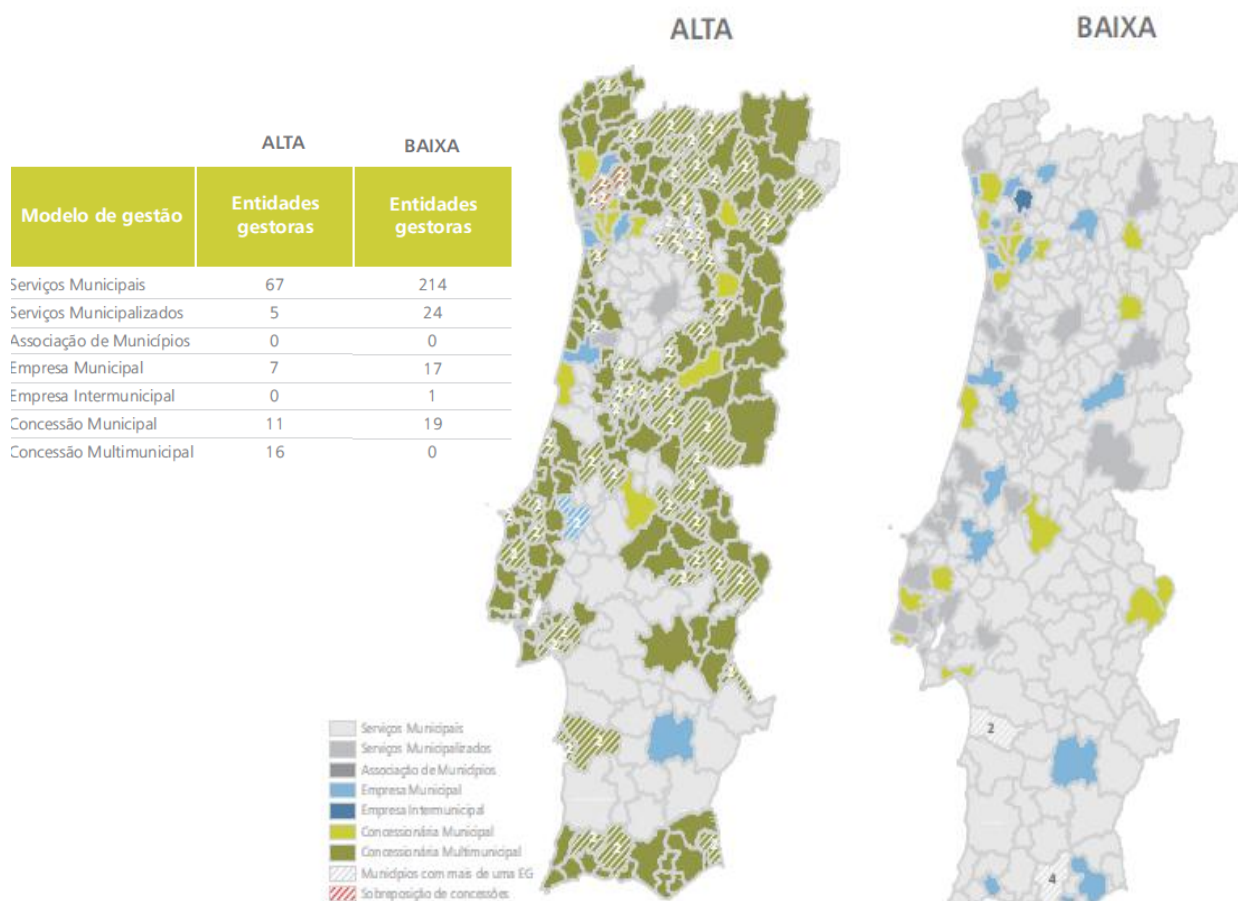 ALTA
BAIXA
ALTA BAIXA
Modelo de gestão Entidades gestoras Entidades gestoras
Serviços Municipais 67 214
Serviços Municipalizados 5 24
Associação de Municípios 0 0
Empresa Municipal 7 17
Empresa Intermunicipal 0 1
Concessão Municipal 11 19
Concessão Multimunicipal 16 0
Serviços Municipais
Serviços Municipalizados
Associação de Municípios
Empresa Municipal
Empresa Intermunicipal
Concessionária Municipal
Concessionária Multimunicipal
Municípios com mais de uma EG
Sobreposição de concessões
2
4